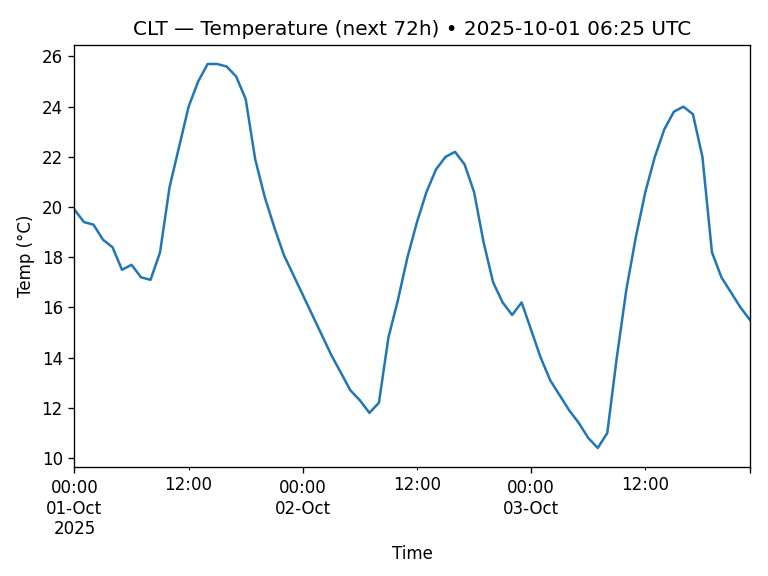 CLT — Temperature (next 72h) • 2025-10-01 06:25 UTC
26
24
22
20
18
16
14
12
10
Temp (°C)
00:00 12:00 00:00 12:00 00:00 12:00
01-Oct 02-Oct 03-Oct
2025
Time